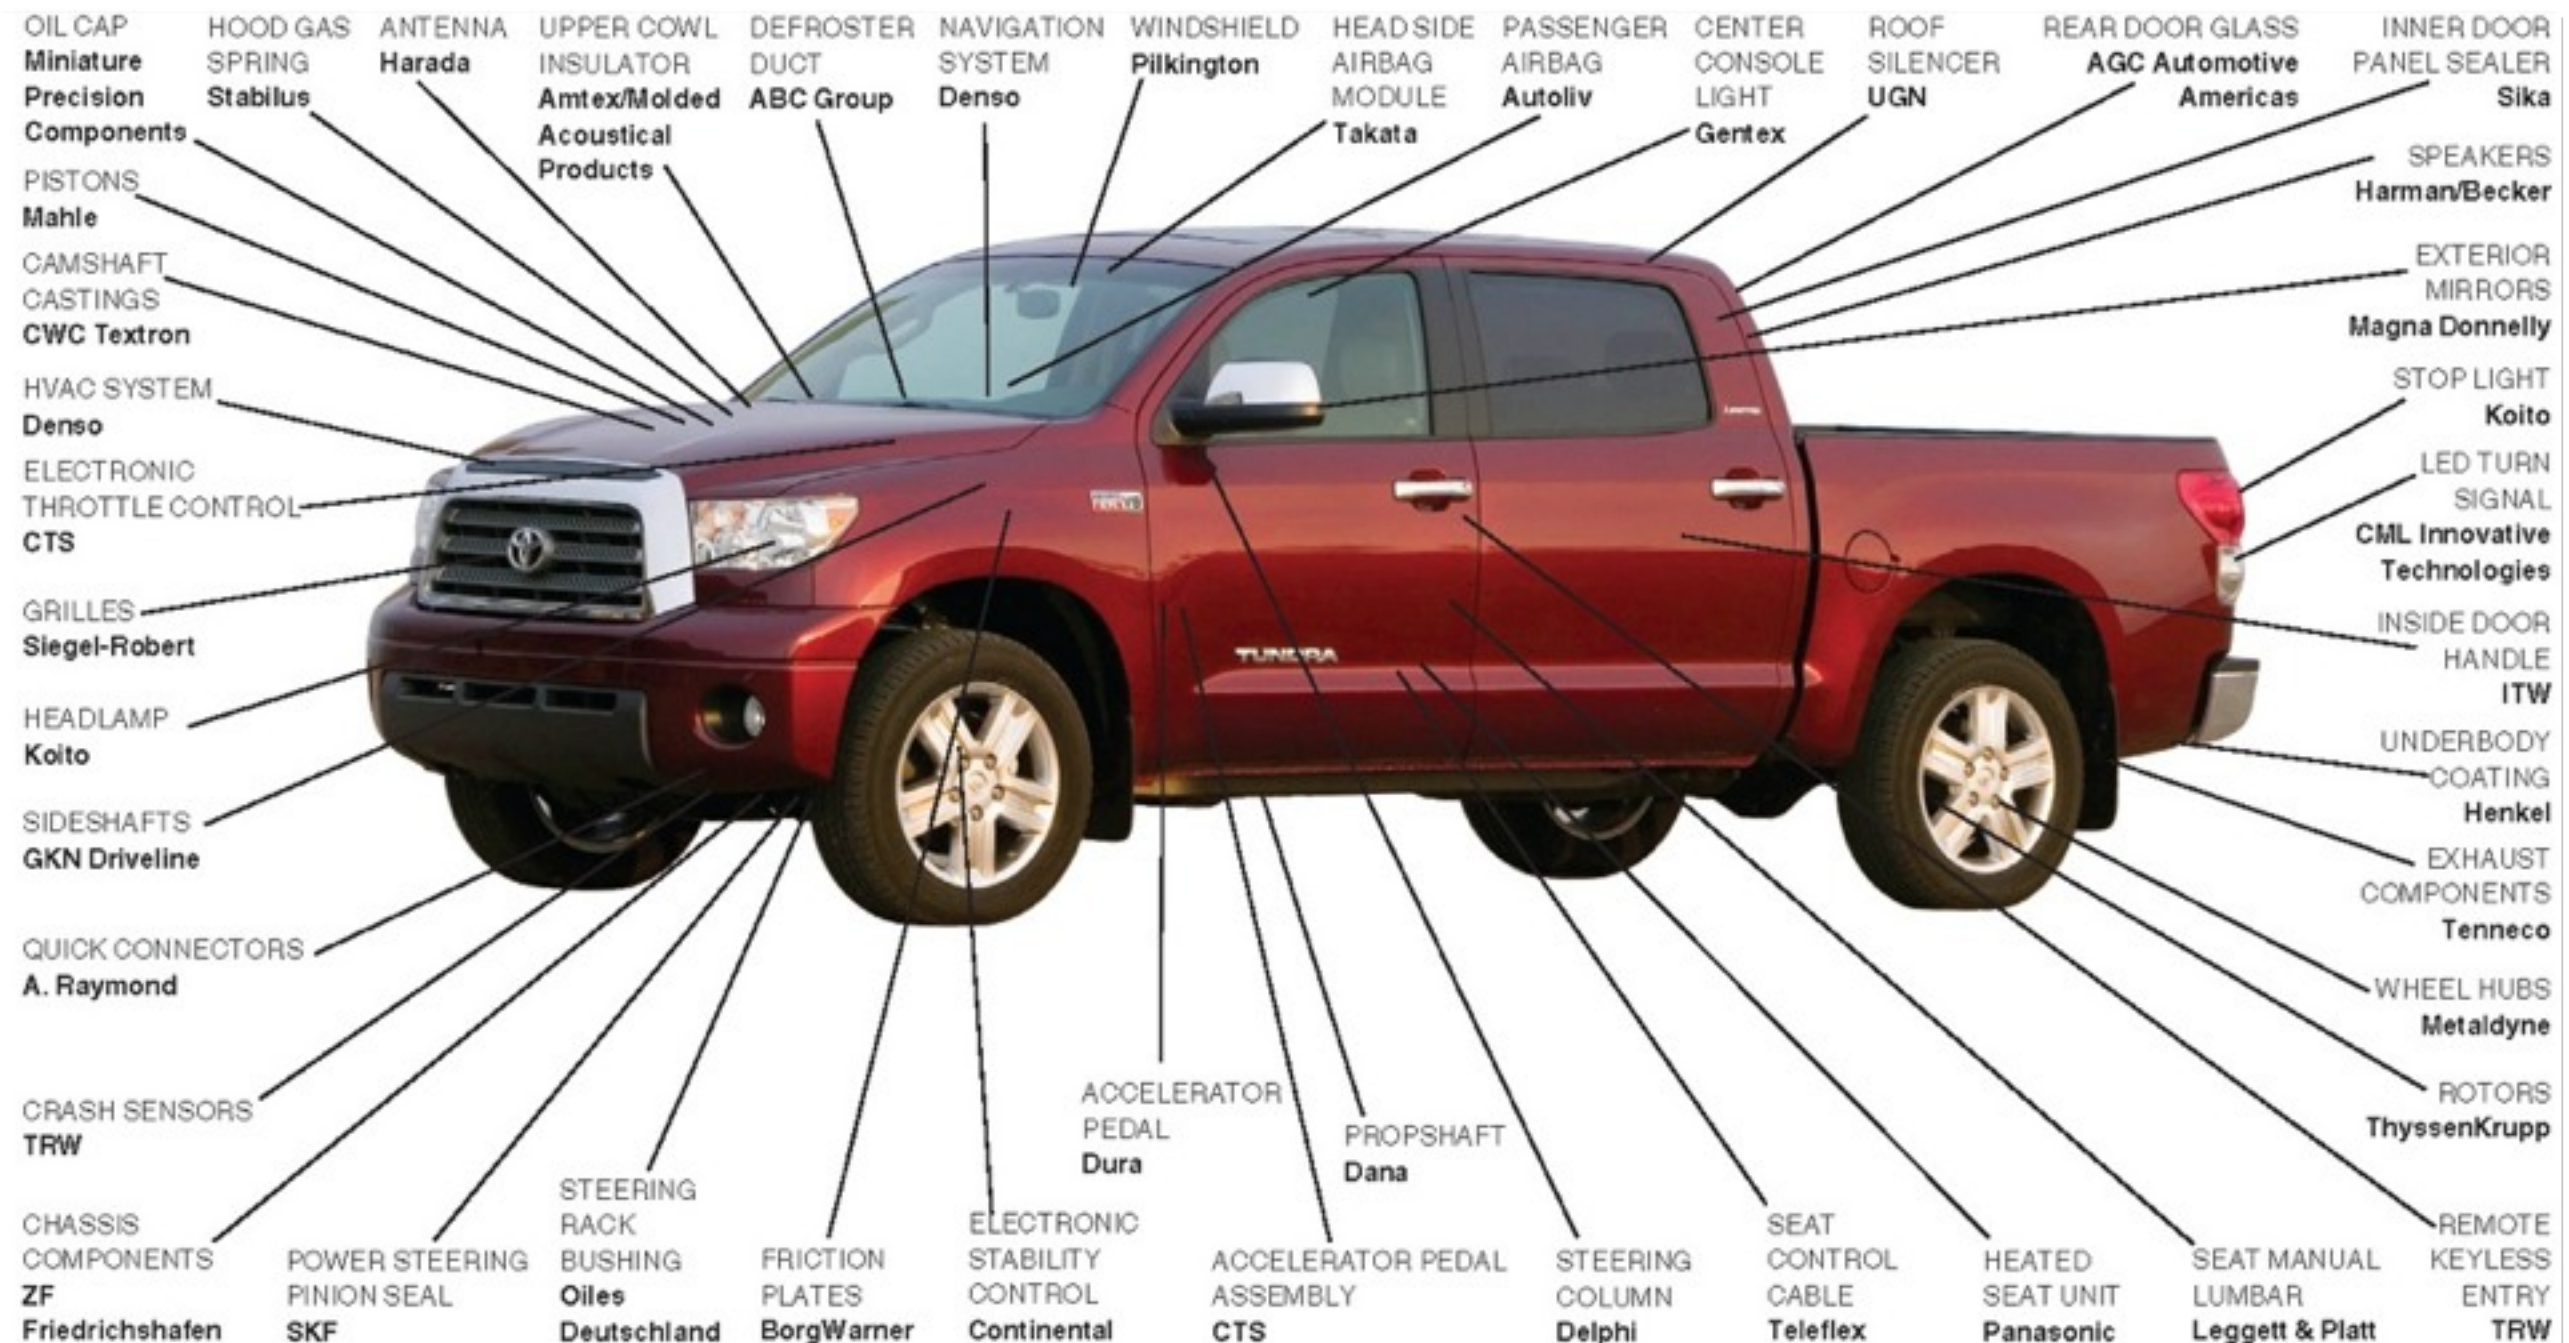 OIL CAP
Miniature
Precision
Components
HOOD GAS
SPRING
Stabilus
ANTENNA
Harada
UPPER COWL
INSULATOR
Amtex/Molded
Acoustical
Products
DEFROSTER
DUCT
ABC Group
NAVIGATION
SYSTEM
Denso
WINDSHIELD
Pilkington
HEAD SIDE
AIRBAG
MODULE
Takata
PASSENGER
AIRBAG
Autoliv
CENTER
CONSOLE
LIGHT
Gentex
ROOF
SILENCER
UGN
REAR DOOR GLASS
AGC Automotive
Americas
INNER DOOR
PANEL SEALER
Sika
PISTONS
Mahle
CAMSHAFT
CASTINGS
CWC Textron
HVAC SYSTEM
Denso
ELECTRONIC
THROTTLE CONTROL
CTS
GRILLES
Siegel-Robert
HEADLAMP
Koito
SIDESHAFTS
GKN Driveline
QUICK CONNECTORS
A. Raymond
CRASH SENSORS
TRW
CHASSIS
COMPONENTS
ZF
Friedrichshafen
TUNDRA
SPEAKERS
Harman/Becker
EXTERIOR
MIRRORS
Magna Donnelly
STOP LIGHT
Koito
LED TURN
SIGNAL
CML Innovative
Technologies
INSIDE DOOR
HANDLE
ITW
UNDERBODY
COATING
Henkel
EXHAUST
COMPONENTS
Tenneco
WHEEL HUBS
Metaldyne
ROTORS
ThyssenKrupp
POWER STEERING
PINION SEAL
SKF
STEERING
RACK
BUSHING
Oiles
Deutschland
FRICTION
PLATES
BorgWarner
ELECTRONIC
STABILITY
CONTROL
Continental
ACCELERATOR
PEDAL
Dura
ACCELERATOR PEDAL
ASSEMBLY
CTS
PROPSHAFT
Dana
STEERING
COLUMN
Delphi
SEAT
CONTROL
CABLE
Teleflex
HEATED
SEAT UNIT
Panasonic
SEAT MANUAL
LUMBAR
Leggett & Platt
REMOTE
KEYLESS
ENTRY
TRW